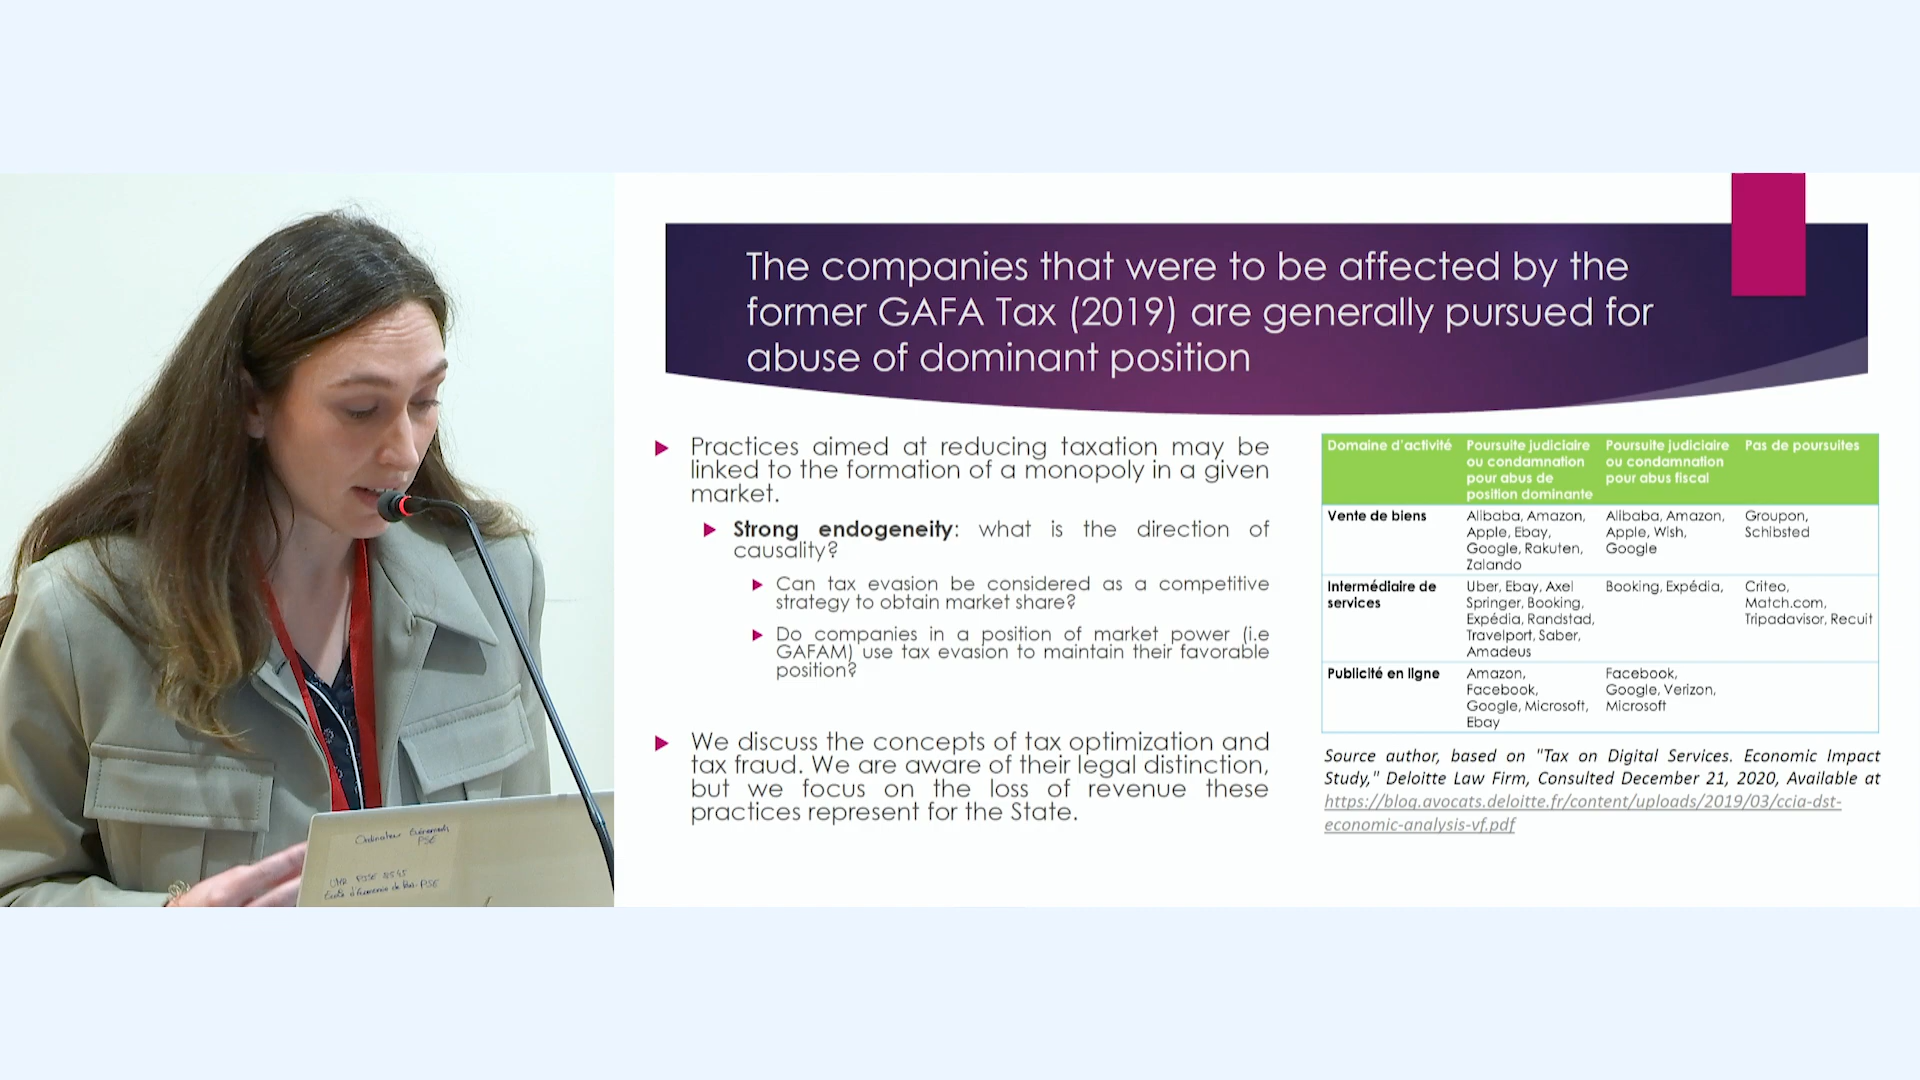 The companies that were to be affected by the
former GAFA Tax (2019) are generally pursued for
abuse of dominant position
Practices aimed at reducing taxation may be
linked to the formation of a monopoly in a given
market.
Strong endogeneity: what is the direction of
causality?
Can tax evasion be considered as a competitive
strategy to obtain market share?
Do companies in a position of market power (i.e
GAFAM) use tax evasion to maintain their favorable
position?
We discuss the concepts of tax optimization and
tax fraud. We are aware of their legal distinction,
but we focus on the loss of revenue these
practices represent for the State.
Domaine d'activité
Poursuite judiciaire
ou condamnation
pour abus de
position dominante
Poursuite judiciaire
ou condamnation
pour abus fiscal
Pas de poursuites
Vente de biens
Alibaba, Amazon,
Apple, Ebay,
Google, Rakuten,
Zalando
Alibaba, Amazon,
Apple, Wish,
Google
Groupon,
Schibsted
Intermédiaire de
services
Uber, Ebay, Axel
Springer, Booking,
Expédia, Randstad,
Travelport, Saber,
Amadeus
Booking, Expédia,
Criteo,
Match.com,
Tripadavisor, Recuit
Publicité en ligne
Amazon,
Facebook,
Google, Microsoft,
Ebay
Facebook,
Google, Verizon,
Microsoft
Source author, based on "Tax on Digital Services. Economic Impact
Study," Deloitte Law Firm, Consulted December 21, 2020, Available at
https://blog.avocats.deloitte.fr/content/uploads/2019/03/ccia-dst-
economic-analysis-vf.pdf
Ordinateur Evénements
PSE